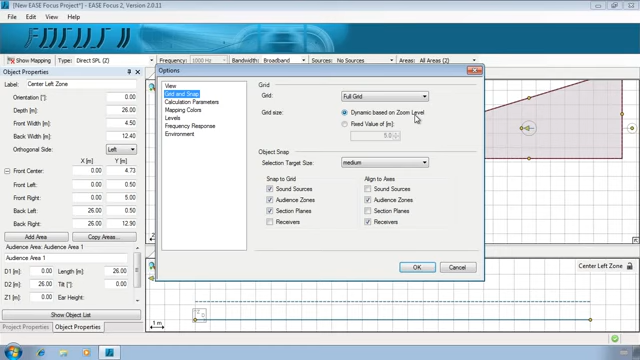 [New EASE Focus Project*] - EASE Focus 2, Version 2.0.11
File Edit View Help
FOCUS II
Show Mapping Type: Direct SPL (Z) Frequency: 1000 Hz Bandwidth: Broadband Areas: All Areas (Z)
Object Properties
Label: Center Left Zone
Orientation [°] 0.00
Depth [m] 26.00
Front Width [m] 4.50
Back Width [m] 12.40
Orthogonal Side: Left
X [m] Y [m]
Front Center 0.00 4.73
Front Left 0.00 0.50
Front Right 0.00 5.00
Back Left 26.00 0.50
Back Right 26.00 12.90
Add Area Copy Areas...
Audience Area: Audience Area 1
Audience Area 1
D1 [m] 0.00 Length [m] 26.00
D2 [m] 26.00 Tilt [°] 0.00
Z1 [m] 0.00 Ear Height:
Show Object List
Project Properties Object Properties
Options
View
Grid and Snap
Calculation Parameters
Mapping Colors
Levels
Frequency Response
Environment
Grid
Grid: Full Grid
Grid size: Dynamic based on Zoom Level
Fixed Value of [m]:
5.0
Object Snap
Selection Target Size: medium
Snap to Grid Align to Axes
Sound Sources Sound Sources
Audience Zones Audience Zones
Section Planes Section Planes
Receivers Receivers
OK Cancel
Center Left Zone
1 m